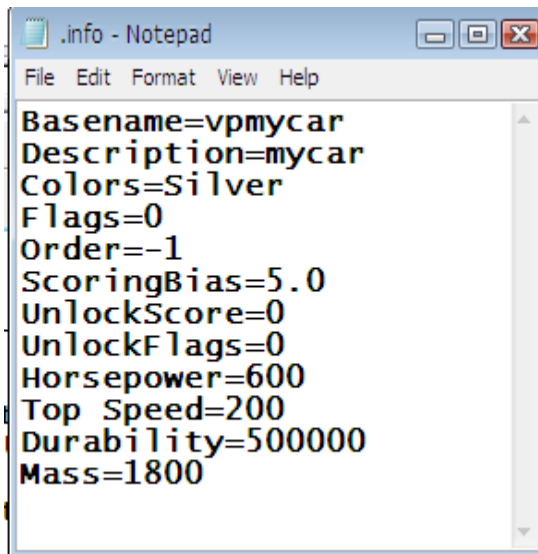 .info - Notepad
File Edit Format View Help
Basename=vpmycar
Description=mycar
Colors=Silver
Flags=0
Order=-1
ScoringBias=5.0
UnlockScore=0
UnlockFlags=0
Horsepower=600
Top Speed=200
Durability=500000
Mass=1800